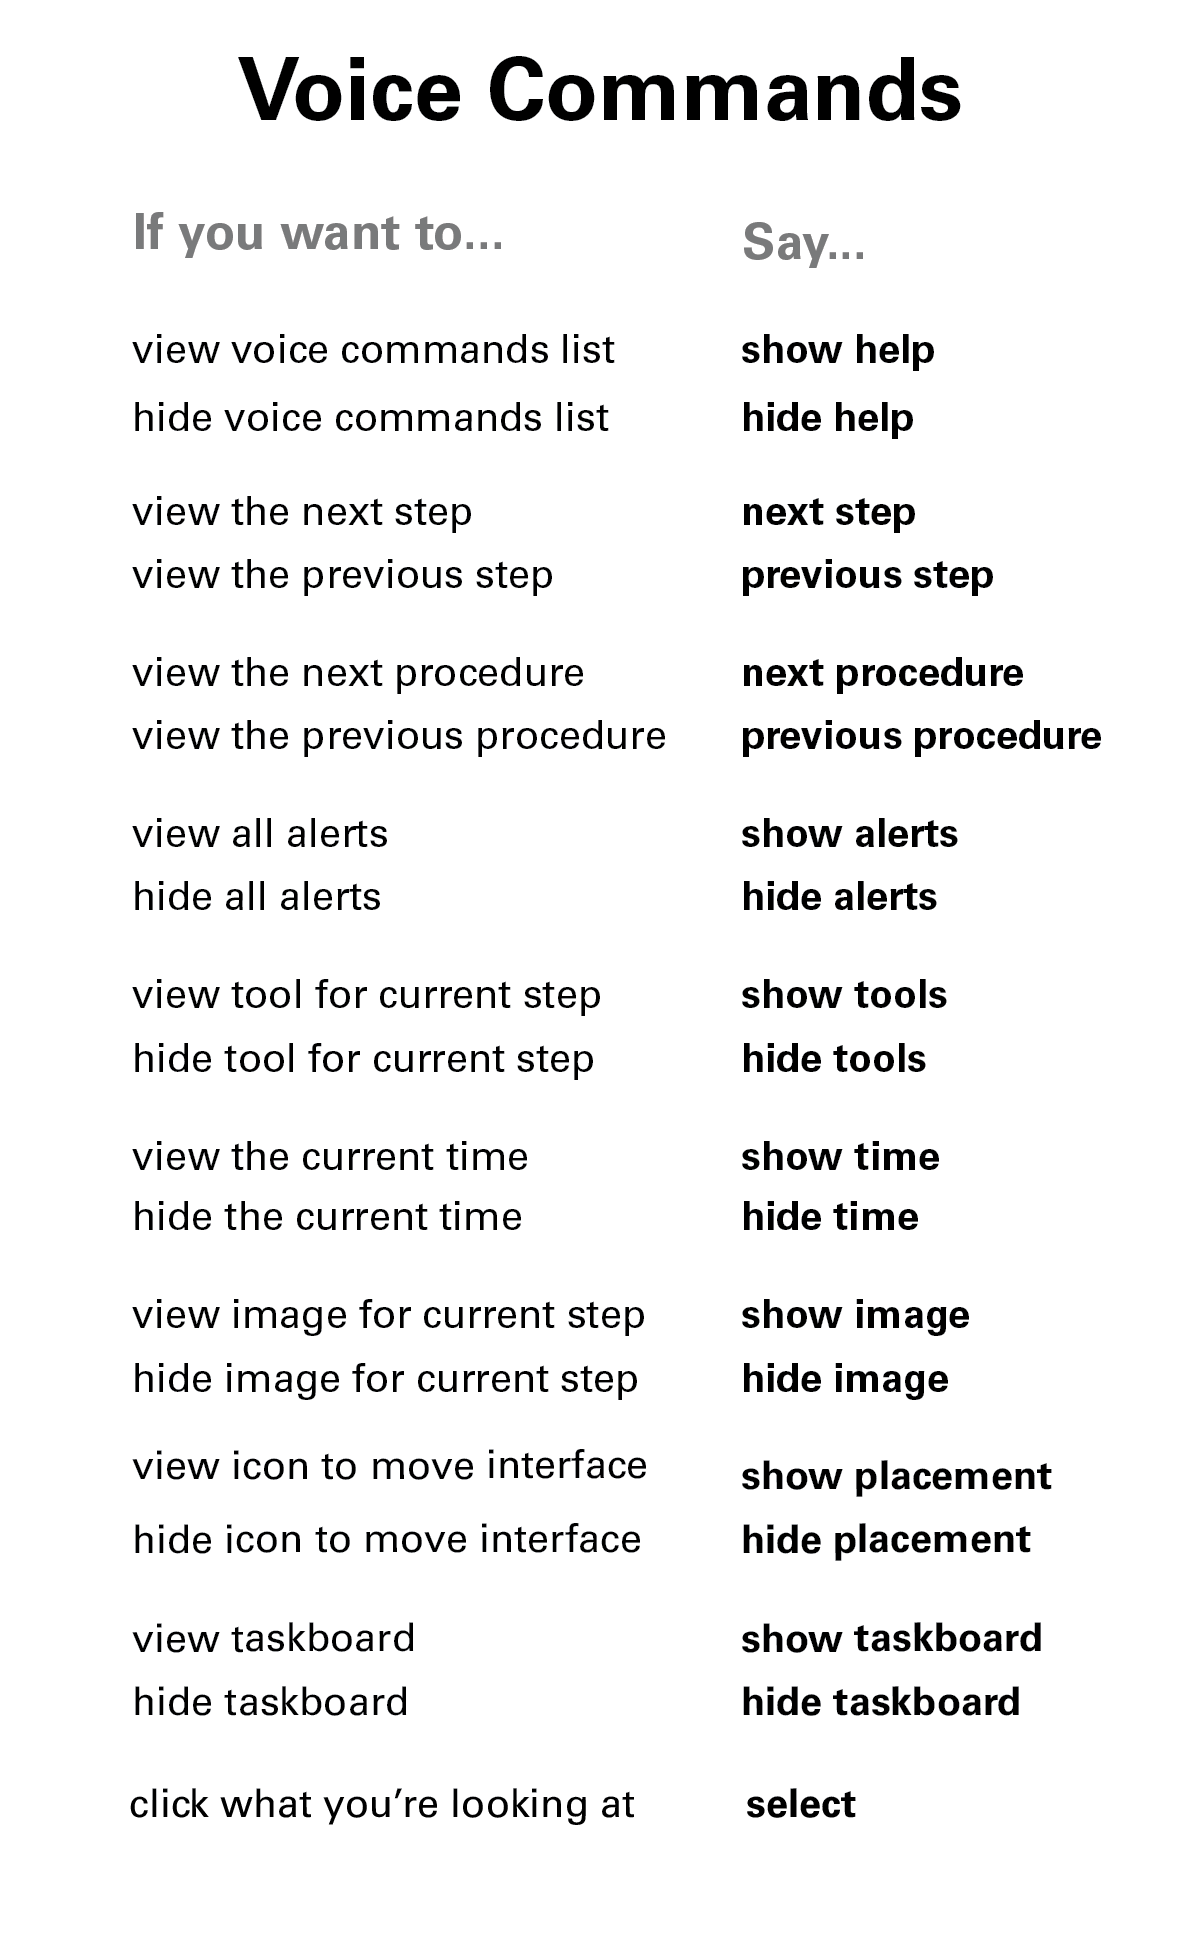 Voice Commands
If you want to... Say...
view voice commands list show help
hide voice commands list hide help
view the next step next step
view the previous step previous step
view the next procedure next procedure
view the previous procedure previous procedure
view all alerts show alerts
hide all alerts hide alerts
view tool for current step show tools
hide tool for current step hide tools
view the current time show time
hide the current time hide time
view image for current step show image
hide image for current step hide image
view icon to move interface show placement
hide icon to move interface hide placement
view taskboard show taskboard
hide taskboard hide taskboard
click what you’re looking at select